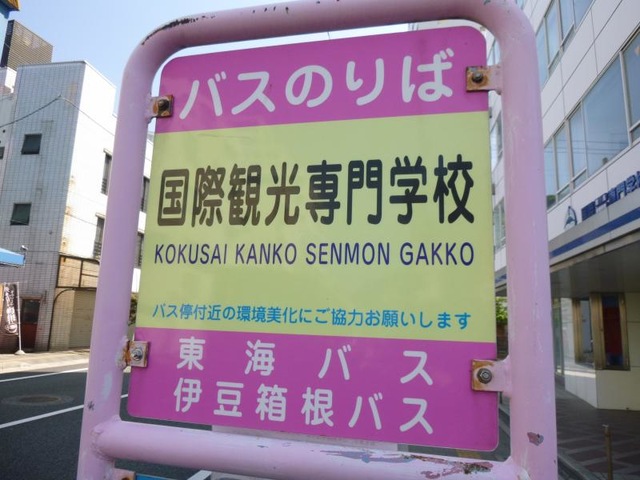 バスのりば
国際観光専門学校
KOKUSAI KANKO SENMON GAKKO
バス停付近の環境美化にご協力お願いします
東海バス
伊豆箱根バス